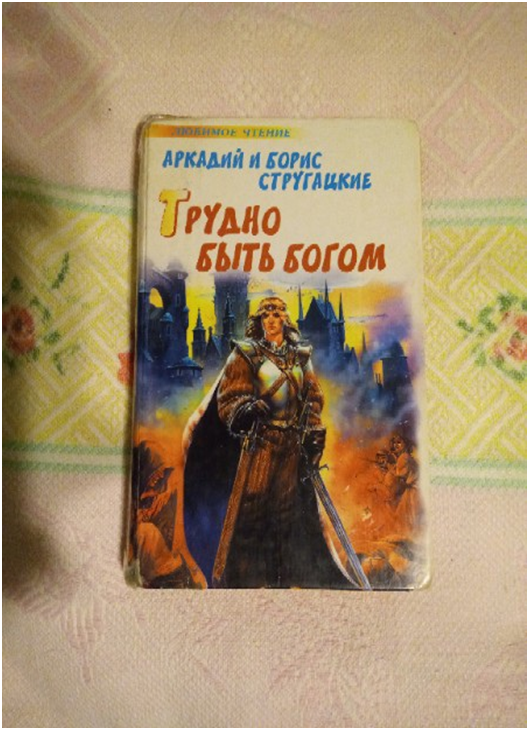 ЛЮБИМОЕ ЧТЕНИЕ
АРКАДИЙ И БОРИС
СТРУГАЦКИЕ
ТРУДНО
БЫТЬ БОГОМ